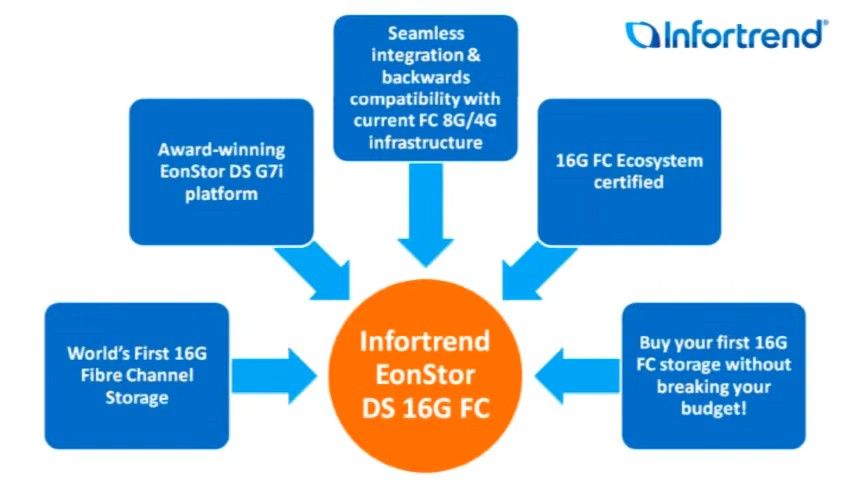 Infortrend®
Seamless
integration &
backwards
compatibility with
current FC 8G/4G
infrastructure
Award-winning
EonStor DS G7i
platform
16G FC Ecosystem
certified
World's First 16G
Fibre Channel
Storage
Infortrend
EonStor
DS 16G FC
Buy your first 16G
FC storage without
breaking your
budget!